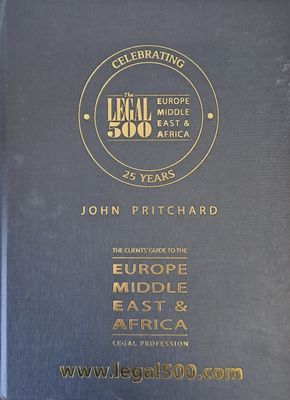 CELEBRATING
The
LEGAL
500
EUROPE
MIDDLE
EAST &
AFRICA
25 YEARS
JOHN PRITCHARD
THE CLIENTS' GUIDE TO THE
EUROPE
MIDDLE
EAST &
AFRICA
LEGAL PROFESSION
www.legal500.com